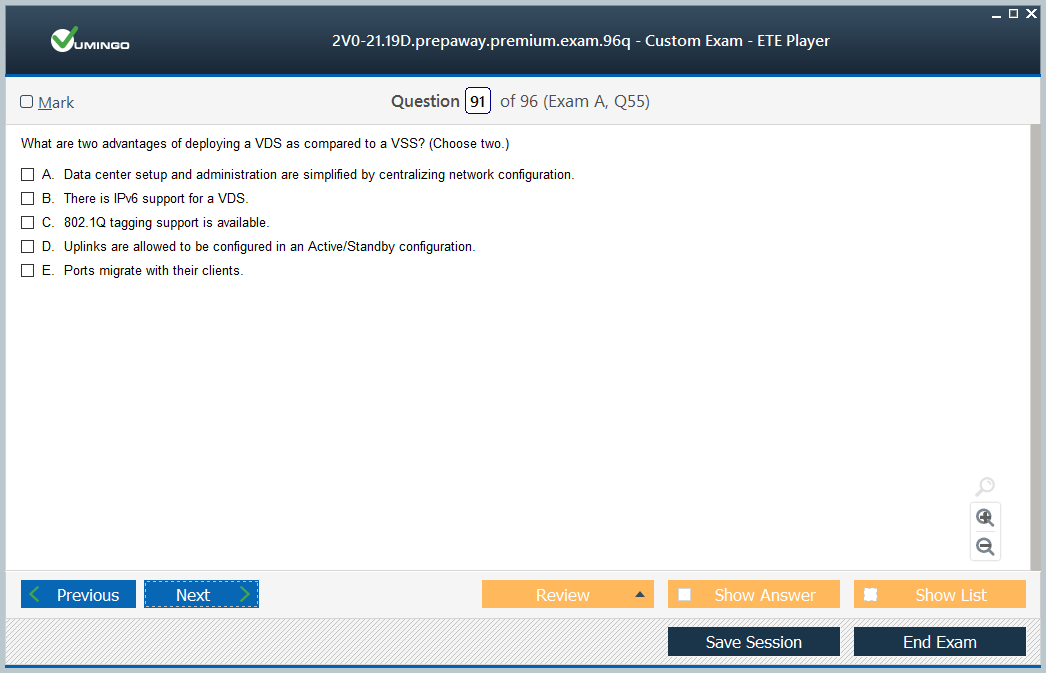 VUMINGO
2V0-21.19D.prepaway.premium.exam.96q - Custom Exam - ETE Player
Mark
Question 91 of 96 (Exam A, Q55)
What are two advantages of deploying a VDS as compared to a VSS? (Choose two.)
A. Data center setup and administration are simplified by centralizing network configuration.
B. There is IPv6 support for a VDS.
C. 802.1Q tagging support is available.
D. Uplinks are allowed to be configured in an Active/Standby configuration.
E. Ports migrate with their clients.
Previous Next Review Show Answer Show List
Save Session End Exam